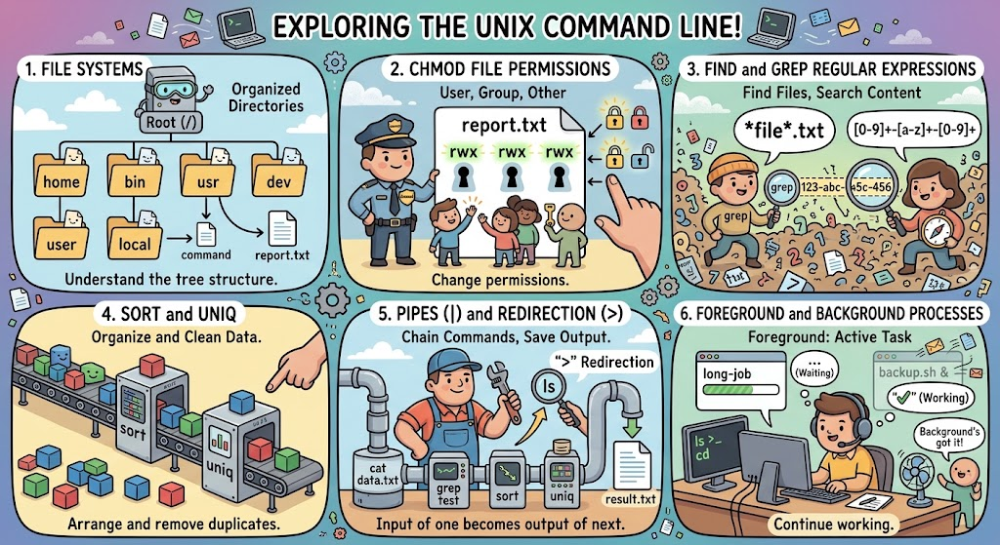 EXPLORING THE UNIX COMMAND LINE!
1. FILE SYSTEMS
Organized
Directories
Root (/)
home
bin
usr
dev
user
local
command
report.txt
Understand the tree structure.
2. CHMOD FILE PERMISSIONS
User, Group, Other
report.txt
rwx rwx rwx
Change permissions.
3. FIND and GREP REGULAR EXPRESSIONS
Find Files, Search Content
*file*.txt
[0-9]+-[a-z]+-[0-9]+
grep
123-abc-
45c-456
grep
4. SORT and UNIQ
Organize and Clean Data.
sort
uniq
Arrange and remove duplicates.
5. PIPES (|) and REDIRECTION (>)
Chain Commands, Save Output.
">" Redirection
ls
cat
data.txt
grep
test
sort
uniq
result.txt
Input of one becomes output of next.
6. FOREGROUND and BACKGROUND PROCESSES
Foreground: Active Task
long-job
...
(Waiting)
backup.sh &
"✓" (Working)
ls >_
cd
Background's
got it!
Continue working.